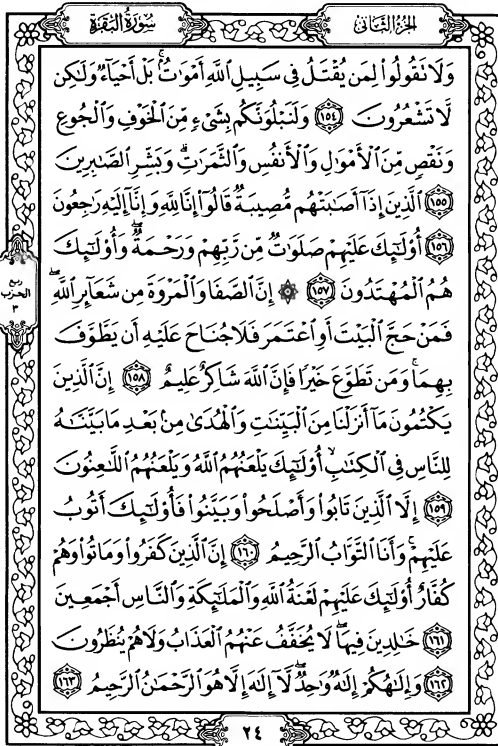 الجزء الثاني
سورة البقرة
وَلَا تَقُولُوا۟ لِمَن يُقْتَلُ فِى سَبِيلِ ٱللَّهِ أَمْوَٰتٌۢ ۚ بَلْ أَحْيَآءٌ وَلَٰكِن
لَّا تَشْعُرُونَ ١٥٤ وَلَنَبْلُوَنَّكُم بِشَىْءٍ مِّنَ ٱلْخَوْفِ وَٱلْجُوعِ
وَنَقْصٍ مِّنَ ٱلْأَمْوَٰلِ وَٱلْأَنفُسِ وَٱلثَّمَرَٰتِ ۗ وَبَشِّرِ ٱلصَّٰبِرِينَ
١٥٥ ٱلَّذِينَ إِذَآ أَصَٰبَتْهُم مُّصِيبَةٌ قَالُوٓا۟ إِنَّا لِلَّهِ وَإِنَّآ إِلَيْهِ رَٰجِعُونَ
١٥٦ أُو۟لَٰٓئِكَ عَلَيْهِمْ صَلَوَٰتٌ مِّن رَّبِّهِمْ وَرَحْمَةٌ ۖ وَأُو۟لَٰٓئِكَ
هُمُ ٱلْمُهْتَدُونَ ١٥٧ ۞ إِنَّ ٱلصَّفَا وَٱلْمَرْوَةَ مِن شَعَآئِرِ ٱللَّهِ ۖ
فَمَنْ حَجَّ ٱلْبَيْتَ أَوِ ٱعْتَمَرَ فَلَا جُنَاحَ عَلَيْهِ أَن يَطَّوَّفَ
بِهِمَا ۚ وَمَن تَطَوَّعَ خَيْرًا فَإِنَّ ٱللَّهَ شَاكِرٌ عَلِيمٌ ١٥٨ إِنَّ ٱلَّذِينَ
يَكْتُمُونَ مَآ أَنزَلْنَا مِنَ ٱلْبَيِّنَٰتِ وَٱلْهُدَىٰ مِنۢ بَعْدِ مَا بَيَّنَّٰهُ
لِلنَّاسِ فِى ٱلْكِتَٰبِ ۙ أُو۟لَٰٓئِكَ يَلْعَنُهُمُ ٱللَّهُ وَيَلْعَنُهُمُ ٱللَّٰعِنُونَ
١٥٩ إِلَّا ٱلَّذِينَ تَابُوا۟ وَأَصْلَحُوا۟ وَبَيَّنُوا۟ فَأُو۟لَٰٓئِكَ أَتُوبُ
عَلَيْهِمْ ۚ وَأَنَا ٱلتَّوَّابُ ٱلرَّحِيمُ ١٦٠ إِنَّ ٱلَّذِينَ كَفَرُوا۟ وَمَاتُوا۟ وَهُمْ
كُفَّارٌ أُو۟لَٰٓئِكَ عَلَيْهِمْ لَعْنَةُ ٱللَّهِ وَٱلْمَلَٰٓئِكَةِ وَٱلنَّاسِ أَجْمَعِينَ
١٦١ خَٰلِدِينَ فِيهَا ۖ لَا يُخَفَّفُ عَنْهُمُ ٱلْعَذَابُ وَلَا هُمْ يُنظَرُونَ
١٦٢ وَإِلَٰهُكُمْ إِلَٰهٌ وَٰحِدٌ ۖ لَّآ إِلَٰهَ إِلَّا هُوَ ٱلرَّحْمَٰنُ ٱلرَّحِيمُ ١٦٣
ربع
الحزب
٣
٢٤